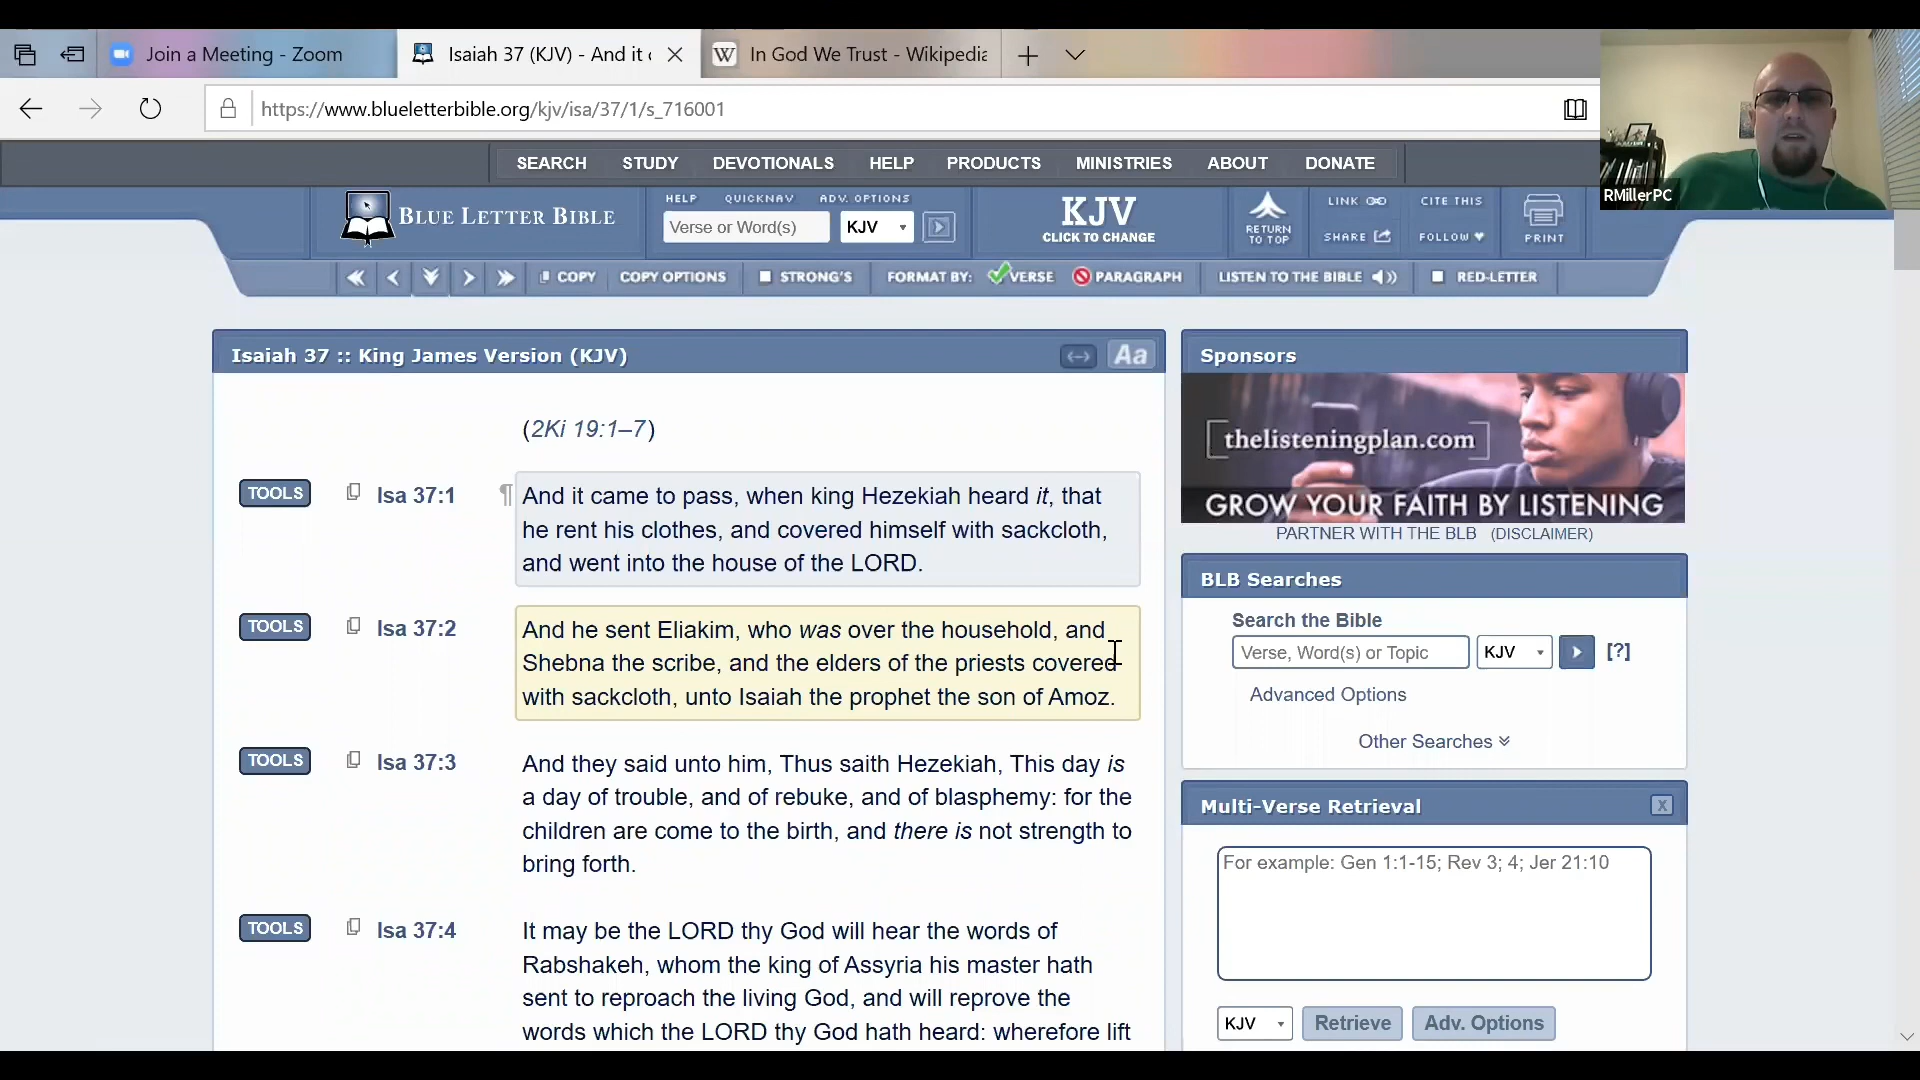 Join a Meeting - Zoom
Isaiah 37 (KJV) - And it c
In God We Trust - Wikipedia
https://www.blueletterbible.org/kjv/isa/37/1/s_716001
RMillerPC
SEARCH STUDY DEVOTIONALS HELP PRODUCTS MINISTRIES ABOUT DONATE
BLUE LETTER BIBLE
HELP QUICKNAV ADV. OPTIONS
Verse or Word(s) KJV
KJV
CLICK TO CHANGE
RETURN
TO TOP
LINK CITE THIS
SHARE FOLLOW
PRINT
COPY COPY OPTIONS STRONG'S FORMAT BY: VERSE PARAGRAPH LISTEN TO THE BIBLE RED-LETTER
Isaiah 37 :: King James Version (KJV)
Aa
(2Ki 19:1–7)
TOOLS Isa 37:1 ¶ And it came to pass, when king Hezekiah heard it, that
he rent his clothes, and covered himself with sackcloth,
and went into the house of the LORD.
TOOLS Isa 37:2 And he sent Eliakim, who was over the household, and
Shebna the scribe, and the elders of the priests covered
with sackcloth, unto Isaiah the prophet the son of Amoz.
TOOLS Isa 37:3 And they said unto him, Thus saith Hezekiah, This day is
a day of trouble, and of rebuke, and of blasphemy: for the
children are come to the birth, and there is not strength to
bring forth.
TOOLS Isa 37:4 It may be the LORD thy God will hear the words of
Rabshakeh, whom the king of Assyria his master hath
sent to reproach the living God, and will reprove the
words which the LORD thy God hath heard: wherefore lift
Sponsors
[thelisteningplan.com]
GROW YOUR FAITH BY LISTENING
PARTNER WITH THE BLB (DISCLAIMER)
BLB Searches
Search the Bible
Verse, Word(s) or Topic KJV [?]
Advanced Options
Other Searches
Multi-Verse Retrieval X
For example: Gen 1:1-15; Rev 3; 4; Jer 21:10
KJV Retrieve Adv. Options